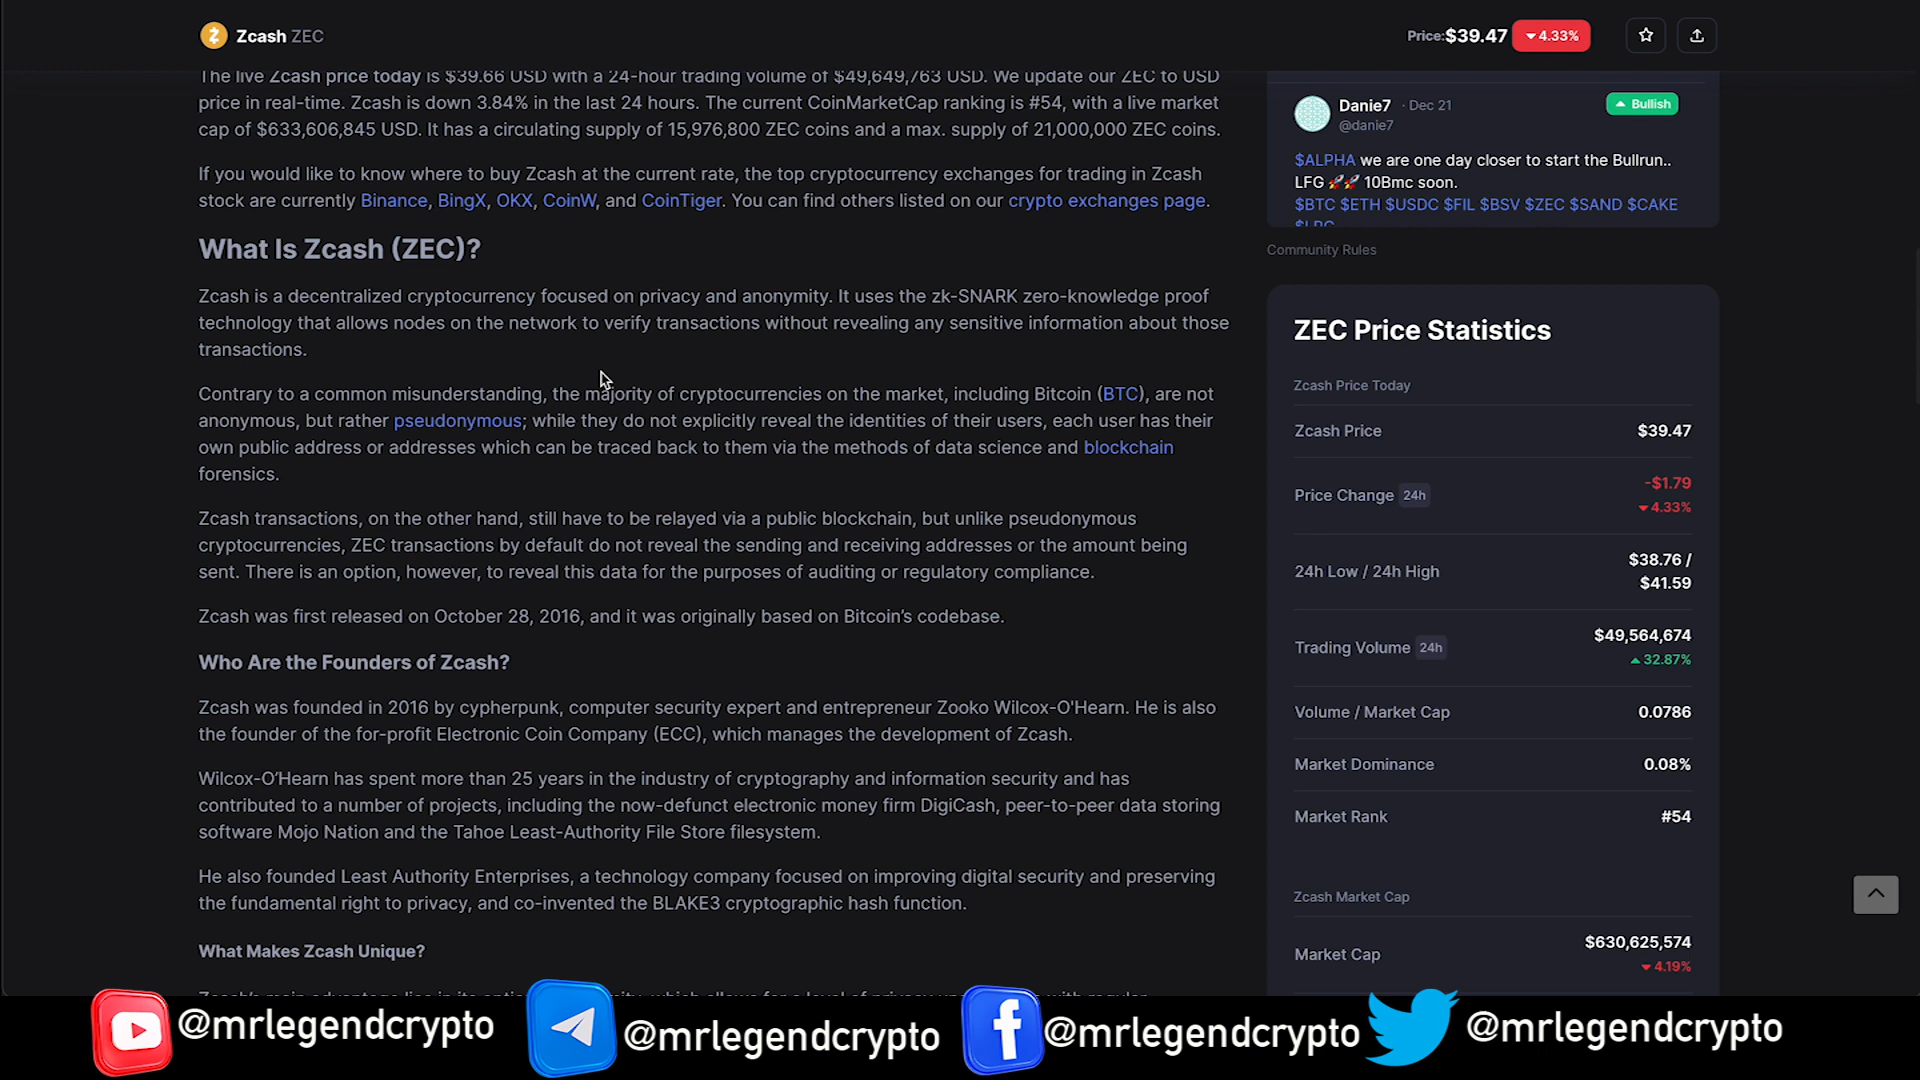 Zcash ZEC
Price:$39.47 4.33%
The live Zcash price today is $39.66 USD with a 24-hour trading volume of $49,649,763 USD. We update our ZEC to USD
price in real-time. Zcash is down 3.84% in the last 24 hours. The current CoinMarketCap ranking is #54, with a live market
cap of $633,606,845 USD. It has a circulating supply of 15,976,800 ZEC coins and a max. supply of 21,000,000 ZEC coins.
If you would like to know where to buy Zcash at the current rate, the top cryptocurrency exchanges for trading in Zcash
stock are currently Binance, BingX, OKX, CoinW, and CoinTiger. You can find others listed on our crypto exchanges page.
What Is Zcash (ZEC)?
Zcash is a decentralized cryptocurrency focused on privacy and anonymity. It uses the zk-SNARK zero-knowledge proof
technology that allows nodes on the network to verify transactions without revealing any sensitive information about those
transactions.
Contrary to a common misunderstanding, the majority of cryptocurrencies on the market, including Bitcoin (BTC), are not
anonymous, but rather pseudonymous; while they do not explicitly reveal the identities of their users, each user has their
own public address or addresses which can be traced back to them via the methods of data science and blockchain
forensics.
Zcash transactions, on the other hand, still have to be relayed via a public blockchain, but unlike pseudonymous
cryptocurrencies, ZEC transactions by default do not reveal the sending and receiving addresses or the amount being
sent. There is an option, however, to reveal this data for the purposes of auditing or regulatory compliance.
Zcash was first released on October 28, 2016, and it was originally based on Bitcoin's codebase.
Who Are the Founders of Zcash?
Zcash was founded in 2016 by cypherpunk, computer security expert and entrepreneur Zooko Wilcox-O'Hearn. He is also
the founder of the for-profit Electronic Coin Company (ECC), which manages the development of Zcash.
Wilcox-O'Hearn has spent more than 25 years in the industry of cryptography and information security and has
contributed to a number of projects, including the now-defunct electronic money firm DigiCash, peer-to-peer data storing
software Mojo Nation and the Tahoe Least-Authority File Store filesystem.
He also founded Least Authority Enterprises, a technology company focused on improving digital security and preserving
the fundamental right to privacy, and co-invented the BLAKE3 cryptographic hash function.
What Makes Zcash Unique?
Danie7 · Dec 21
Bullish
@danie7
$ALPHA we are one day closer to start the Bullrun..
LFG 🚀🚀 10Bmc soon.
$BTC $ETH $USDC $FIL $BSV $ZEC $SAND $CAKE
Community Rules
ZEC Price Statistics
Zcash Price Today
Zcash Price $39.47
Price Change 24h -$1.79
4.33%
24h Low / 24h High $38.76 /
$41.59
Trading Volume 24h $49,564,674
32.87%
Volume / Market Cap 0.0786
Market Dominance 0.08%
Market Rank #54
Zcash Market Cap
Market Cap $630,625,574
4.19%
@mrlegendcrypto @mrlegendcrypto @mrlegendcrypto @mrlegendcrypto